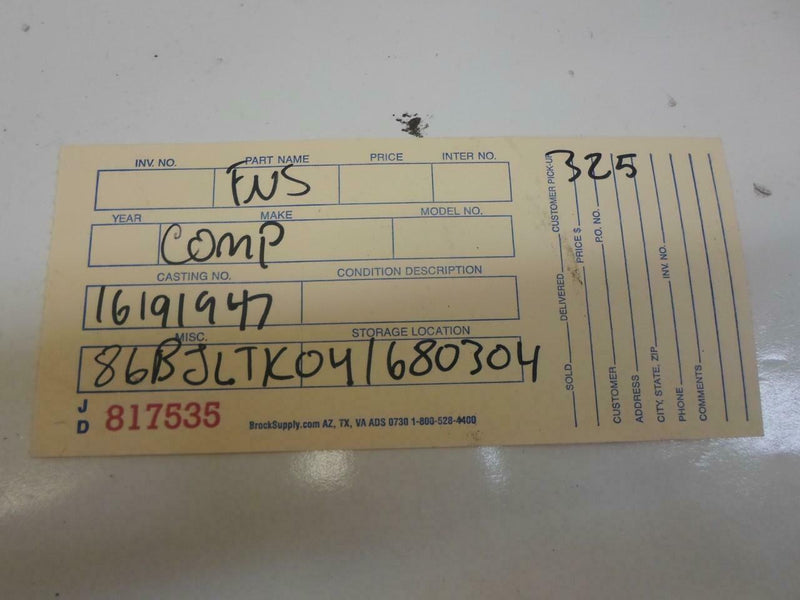 INV. NO. PART NAME PRICE INTER NO.
FNS
YEAR MAKE MODEL NO.
COMP
CASTING NO. CONDITION DESCRIPTION
16191947
MISC. STORAGE LOCATION
86BJLTK041680304
J
D 817535
BrockSupply.com AZ, TX, VA ADS 0730 1-800-528-4400
325
SOLD DELIVERED CUSTOMER PICK-UP
PRICE $
P.O. NO.
CUSTOMER
ADDRESS
CITY, STATE, ZIP INV. NO.
PHONE
COMMENTS